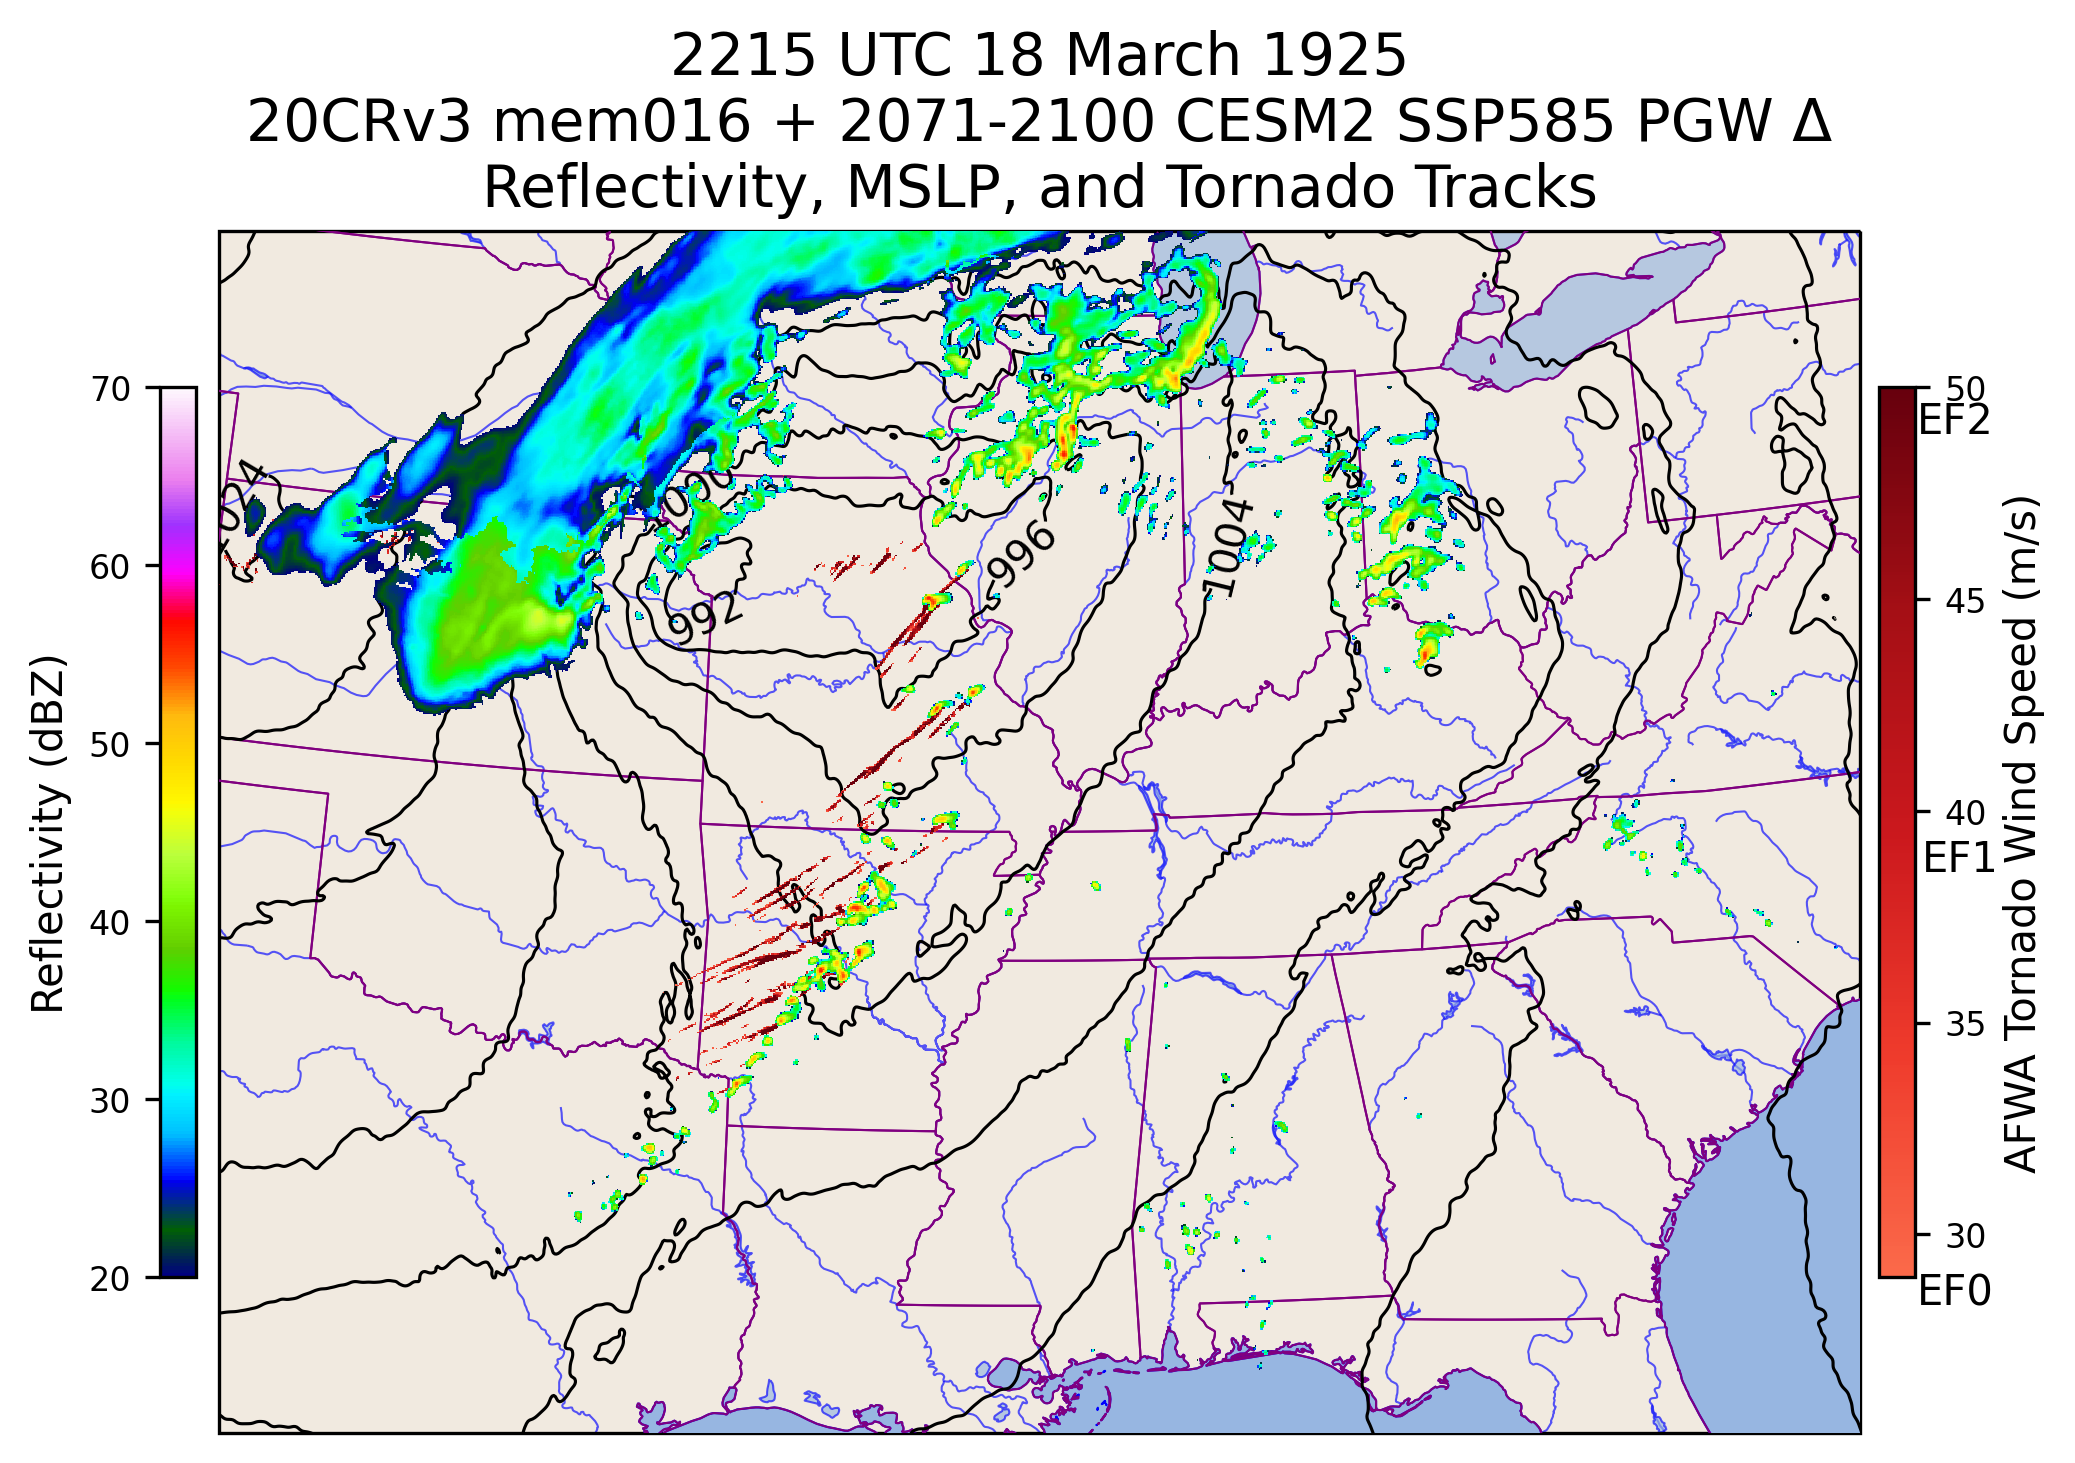 2215 UTC 18 March 1925
20CRv3 mem016 + 2071-2100 CESM2 SSP585 PGW Δ
Reflectivity, MSLP, and Tornado Tracks
Reflectivity (dBZ)
70
60
50
40
30
20
1004
1000
992
996
1004
50
EF2
45
40
EF1
35
30
EF0
AFWA Tornado Wind Speed (m/s)